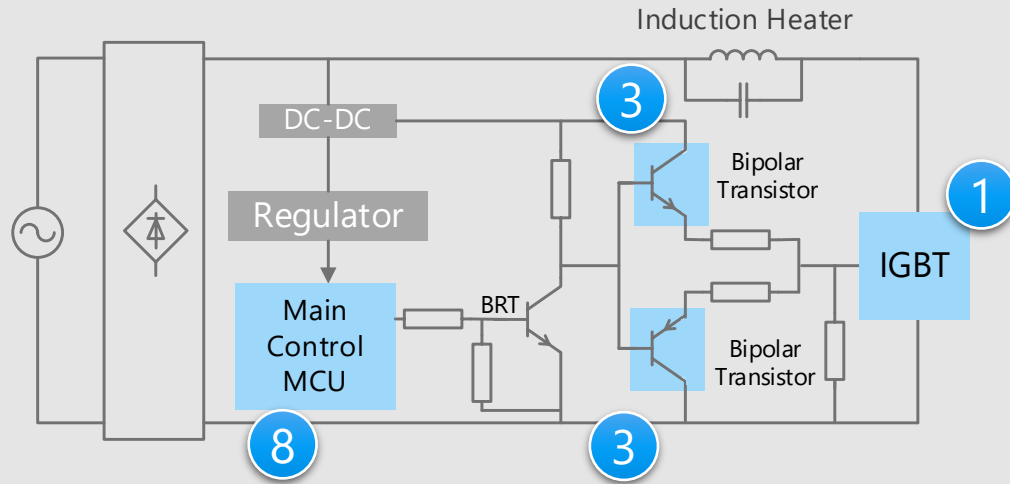 Induction Heater
3
DC-DC
Bipolar
Transistor
1
Regulator
IGBT
Main
Control
MCU
BRT
Bipolar
Transistor
8
3